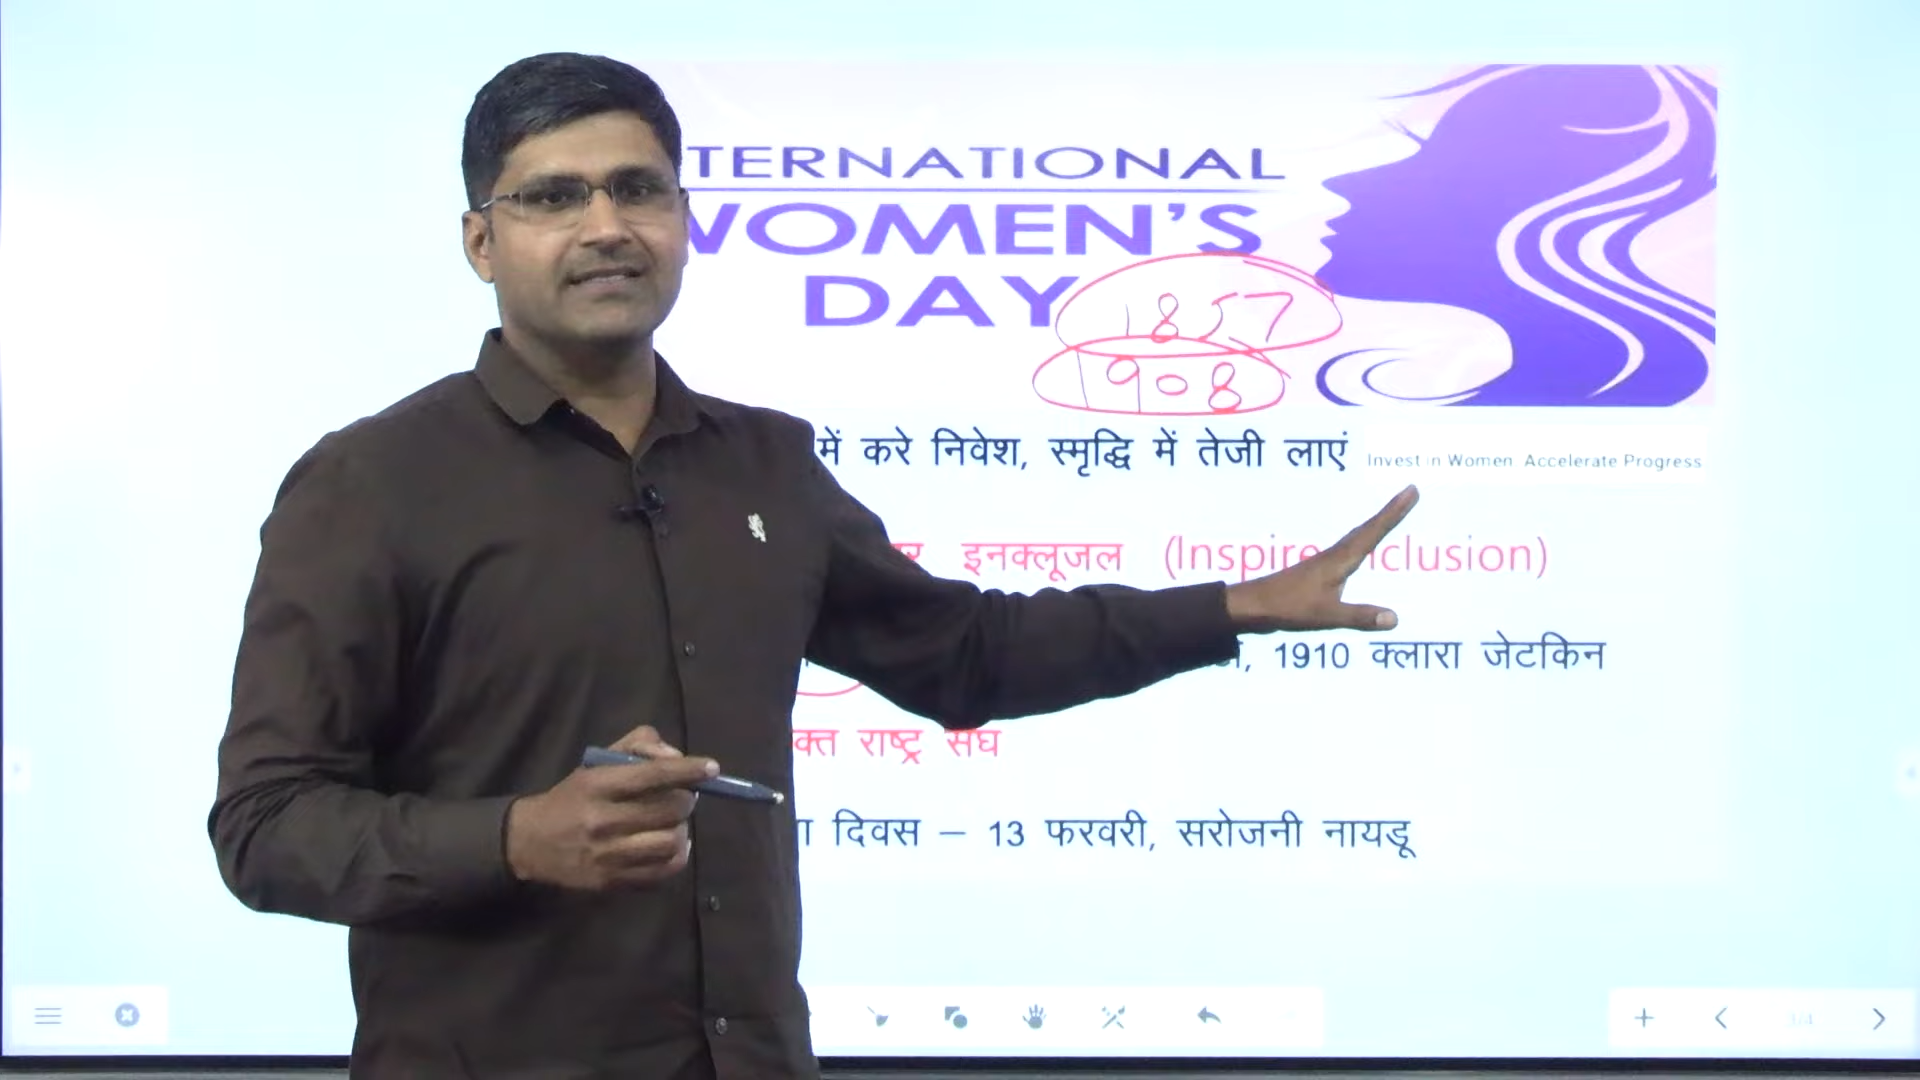 TERNATIONAL
WOMEN'S
DAY
1857
1908
में करे निवेश, स्मृद्धि में तेजी लाएं Invest in Women Accelerate Progress
इनक्लूजल (Inspire Inclusion)
1910 क्लारा जेटकिन
राष्ट्र संघ
दिवस – 13 फरवरी, सरोजनी नायडू